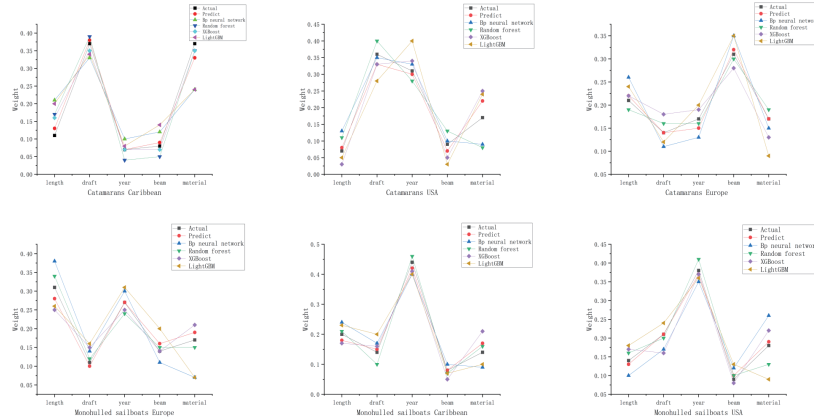 Actual
Predict
Bp neural network
Random forest
XGBoost
LightGBM
Weight
0.40
0.35
0.30
0.25
0.20
0.15
0.10
0.05
0.00
length
draft
year
beam
material
Catamarans Caribbean
Actual
Predict
Bp neural network
Random forest
XGBoost
LightGBM
Weight
0.45
0.40
0.35
0.30
0.25
0.20
0.15
0.10
0.05
0.00
length
draft
year
beam
material
Catamarans USA
Actual
Predict
Bp neural network
Random forest
XGBoost
LightGBM
Weight
0.35
0.30
0.25
0.20
0.15
0.10
0.05
length
draft
year
beam
material
Catamarans Europe
Actual
Predict
Bp neural network
Random forest
XGBoost
LightGBM
Weight
0.40
0.35
0.30
0.25
0.20
0.15
0.10
0.05
length
draft
year
beam
material
Monohulled sailboats Europe
Actual
Predict
Bp neural network
Random forest
XGBoost
LightGBM
Weight
0.5
0.4
0.3
0.2
0.1
0.0
length
draft
year
beam
material
Monohulled sailboats Caribbean
Actual
Predict
Bp neural network
Random forest
XGBoost
LightGBM
Weight
0.45
0.40
0.35
0.30
0.25
0.20
0.15
0.10
0.05
length
draft
year
beam
material
Monohulled sailboats USA